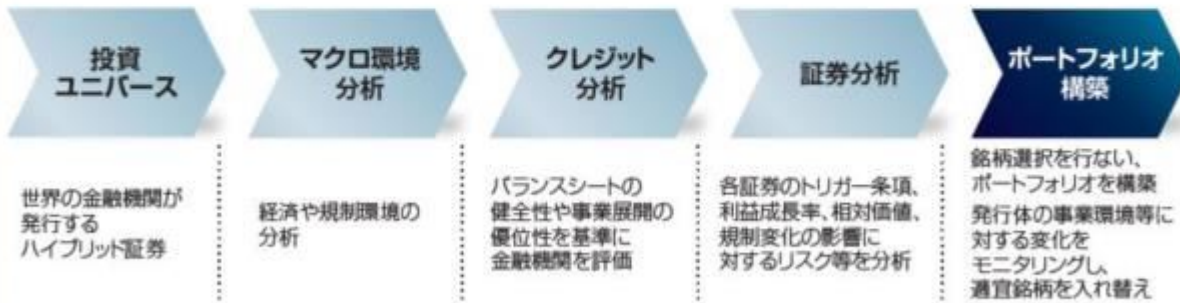 投資
ユニバース
世界の金融機関が
発行する
ハイブリッド証券
マクロ環境
分析
経済や規制環境の
分析
クレジット
分析
バランスシートの
健全性や事業展開の
優位性を基準に
金融機関を評価
証券分析
各証券のトリガー条項、
利益成長率、相対価値、
規制変化の影響に
対するリスク等を分析
ポートフォリオ
構築
銘柄選択を行ない、
ポートフォリオを構築
発行体の事業環境等に
対する変化を
モニタリングし、
適宜銘柄を入れ替え